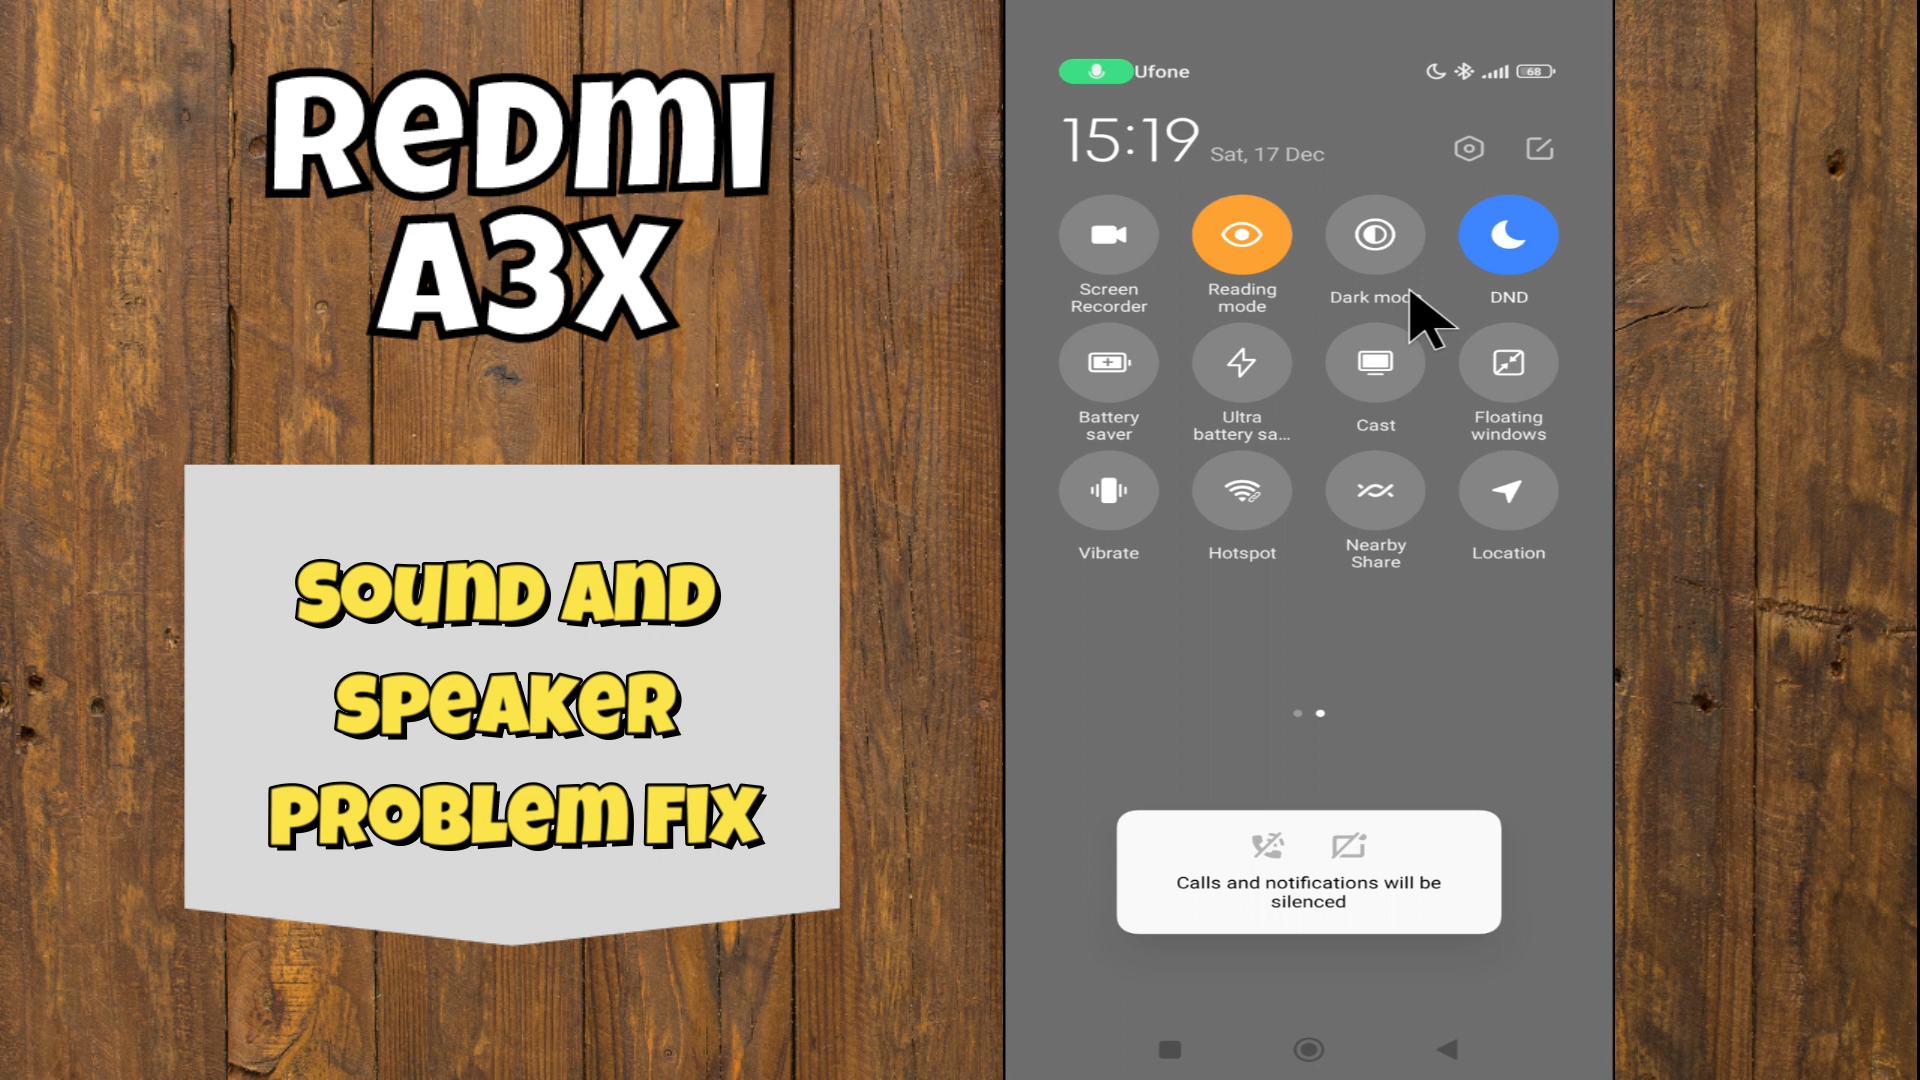 Redmi
A3X
Sound and
Speaker
Problem Fix
Ufone
68
15:19 Sat, 17 Dec
Screen
Recorder
Reading
mode
Dark mod
DND
Battery
saver
Ultra
battery sa...
Cast
Floating
windows
Vibrate
Hotspot
Nearby
Share
Location
Calls and notifications will be
silenced